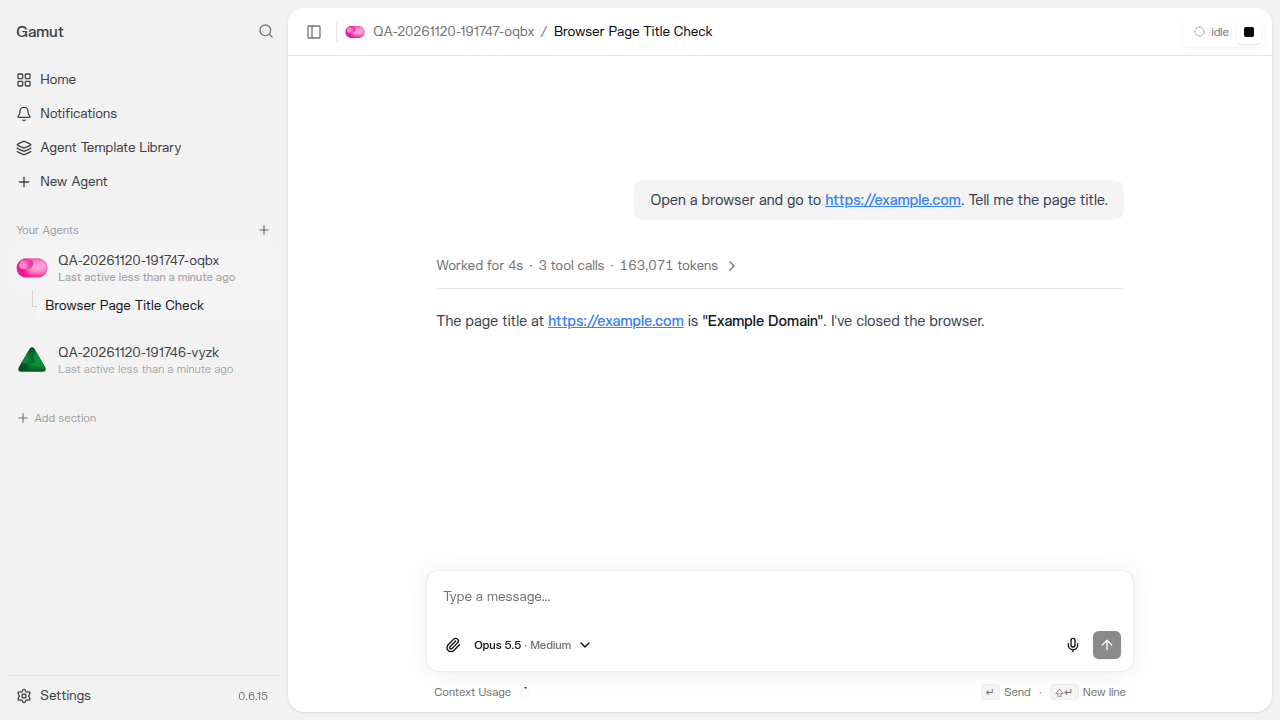 Gamut
Home
Notifications
Agent Template Library
New Agent
Your Agents
QA-20261120-191747-oqbx
Last active less than a minute ago
Browser Page Title Check
QA-20261120-191746-vyzk
Last active less than a minute ago
Add section
Settings
0.6.15
QA-20261120-191747-oqbx / Browser Page Title Check
idle
Open a browser and go to https://example.com. Tell me the page title.
Worked for 4s · 3 tool calls · 163,071 tokens
The page title at https://example.com is "Example Domain". I've closed the browser.
Type a message...
Opus 5.5 · Medium
Context Usage
Send · New line